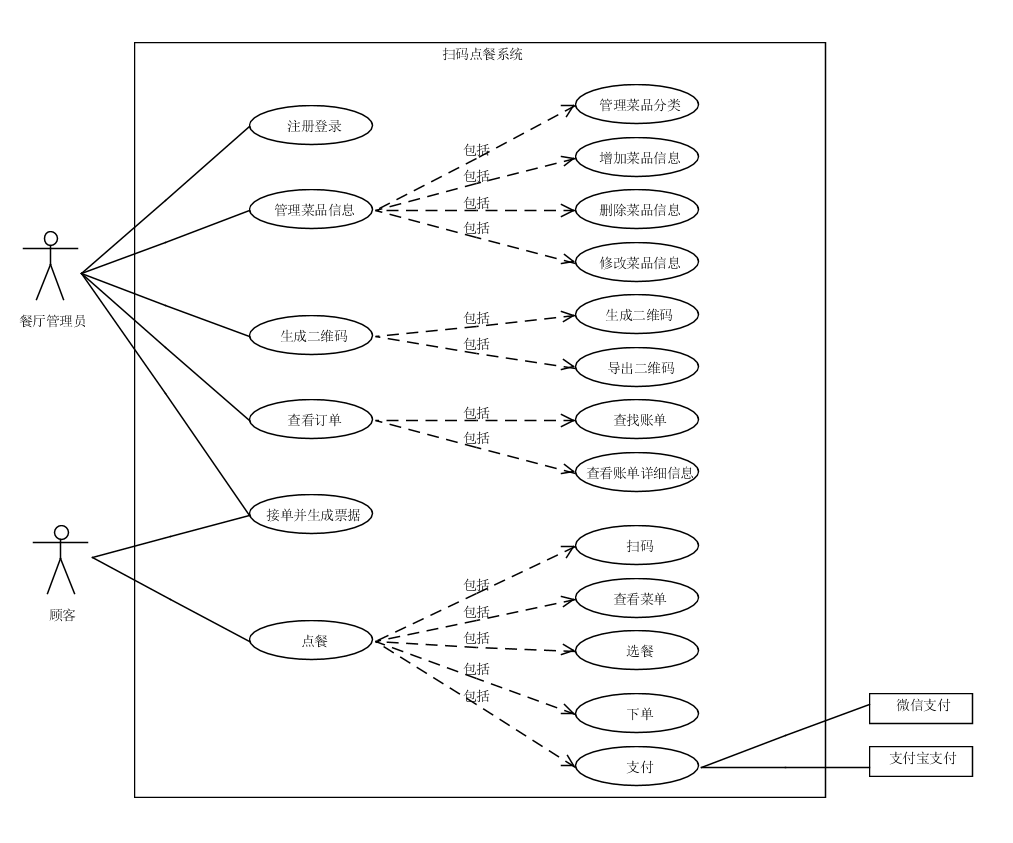 扫码点餐系统
管理菜品分类
注册登录
包括
增加菜品信息
包括
管理菜品信息
包括
删除菜品信息
包括
修改菜品信息
餐厅管理员
包括
生成二维码
生成二维码
包括
导出二维码
查看订单
包括
查找账单
包括
查看账单详细信息
接单并生成票据
扫码
顾客
包括
查看菜单
包括
点餐
包括
选餐
包括
包括
下单
微信支付
支付
支付宝支付